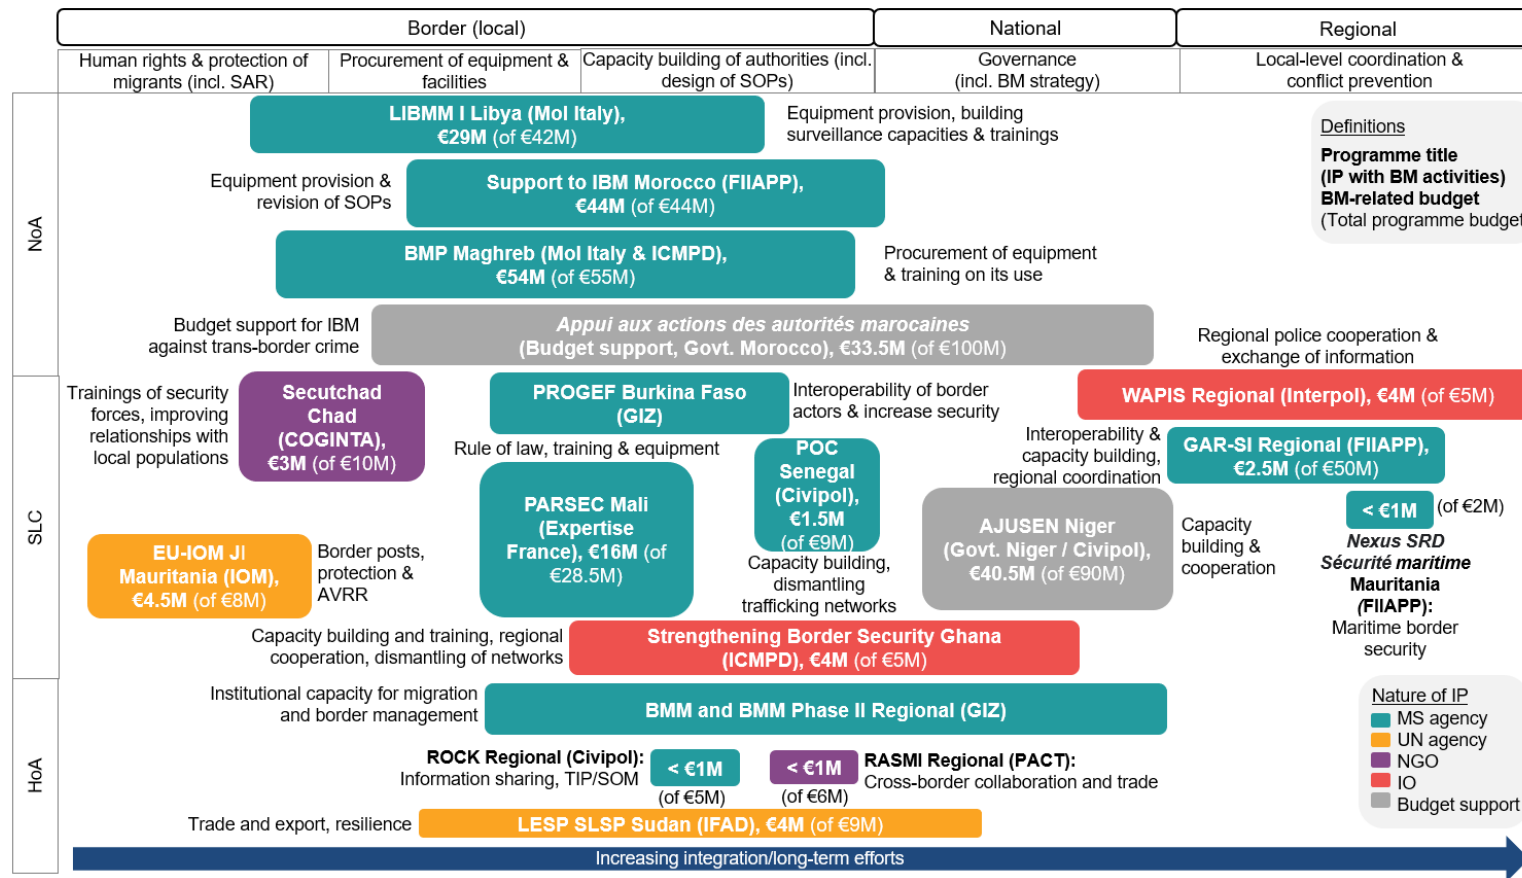 Border (local)
National
Regional
Human rights & protection of
migrants (incl. SAR)
Procurement of equipment &
facilities
Capacity building of authorities (incl.
design of SOPs)
Governance
(incl. BM strategy)
Local-level coordination &
conflict prevention
NoA
LIBMM I Libya (MoI Italy),
€29M (of €42M)
Equipment provision, building
surveillance capacities & trainings
Definitions
Programme title
(IP with BM activities)
BM-related budget
(Total programme budget
Equipment provision &
revision of SOPs
Support to IBM Morocco (FIIAPP),
€44M (of €44M)
BMP Maghreb (MoI Italy & ICMPD),
€54M (of €55M)
Procurement of equipment
& training on its use
Budget support for IBM
against trans-border crime
Appui aux actions des autorités marocaines
(Budget support, Govt. Morocco), €33.5M (of €100M)
Regional police cooperation &
exchange of information
SLC
Trainings of security
forces, improving
relationships with
local populations
Secutchad
Chad
(COGINTA),
€3M (of €10M)
PROGEF Burkina Faso
(GIZ)
Interoperability of border
actors & increase security
WAPIS Regional (Interpol), €4M (of €5M)
Rule of law, training & equipment
POC
Senegal
(Civipol),
€1.5M
(of €9M)
Interoperability &
capacity building,
regional coordination
GAR-SI Regional (FIIAPP),
€2.5M (of €50M)
PARSEC Mali
(Expertise
France), €16M (of
€28.5M)
AJUSEN Niger
(Govt. Niger / Civipol),
€40.5M (of €90M)
Capacity
building &
cooperation
< €1M
(of €2M)
Nexus SRD
Sécurité maritime
Mauritania
(FIIAPP):
Maritime border
security
EU-IOM JI
Mauritania (IOM),
€4.5M (of €8M)
Border posts,
protection &
AVRR
Capacity building,
dismantling
trafficking networks
Capacity building and training, regional
cooperation, dismantling of networks
Strengthening Border Security Ghana
(ICMPD), €4M (of €5M)
HoA
Institutional capacity for migration
and border management
BMM and BMM Phase II Regional (GIZ)
Nature of IP
MS agency
UN agency
NGO
IO
Budget support
ROCK Regional (Civipol):
Information sharing, TIP/SOM
< €1M
(of €5M)
< €1M
(of €6M)
RASMI Regional (PACT):
Cross-border collaboration and trade
Trade and export, resilience
LESP SLSP Sudan (IFAD), €4M (of €9M)
Increasing integration/long-term efforts